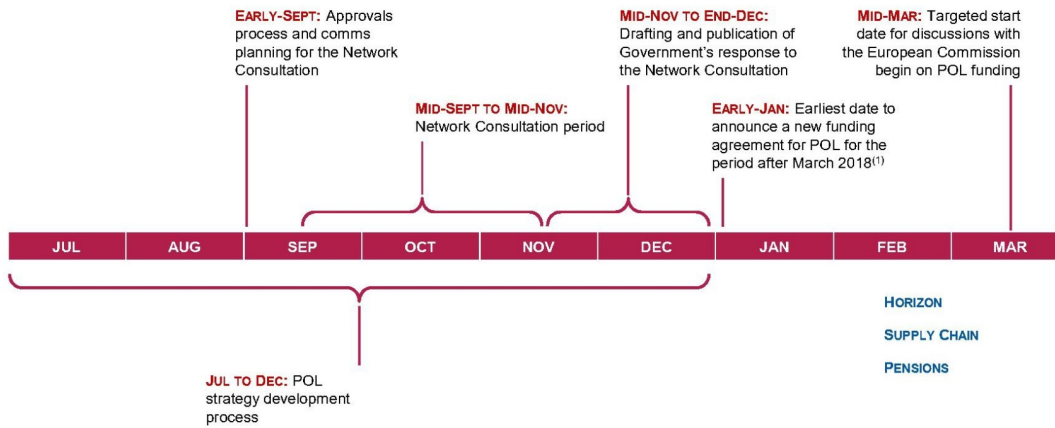 EARLY-SEPT: Approvals
process and comms
planning for the Network
Consultation
MID-NOV TO END-DEC:
Drafting and publication of
Government's response to
the Network Consultation
MID-MAR: Targeted start
date for discussions with
the European Commission
begin on POL funding
MID-SEPT TO MID-NOV:
Network Consultation period
EARLY-JAN: Earliest date to
announce a new funding
agreement for POL for the
period after March 2018(1)
JUL AUG SEP OCT NOV DEC JAN FEB MAR
HORIZON
SUPPLY CHAIN
PENSIONS
JUL TO DEC: POL
strategy development
process